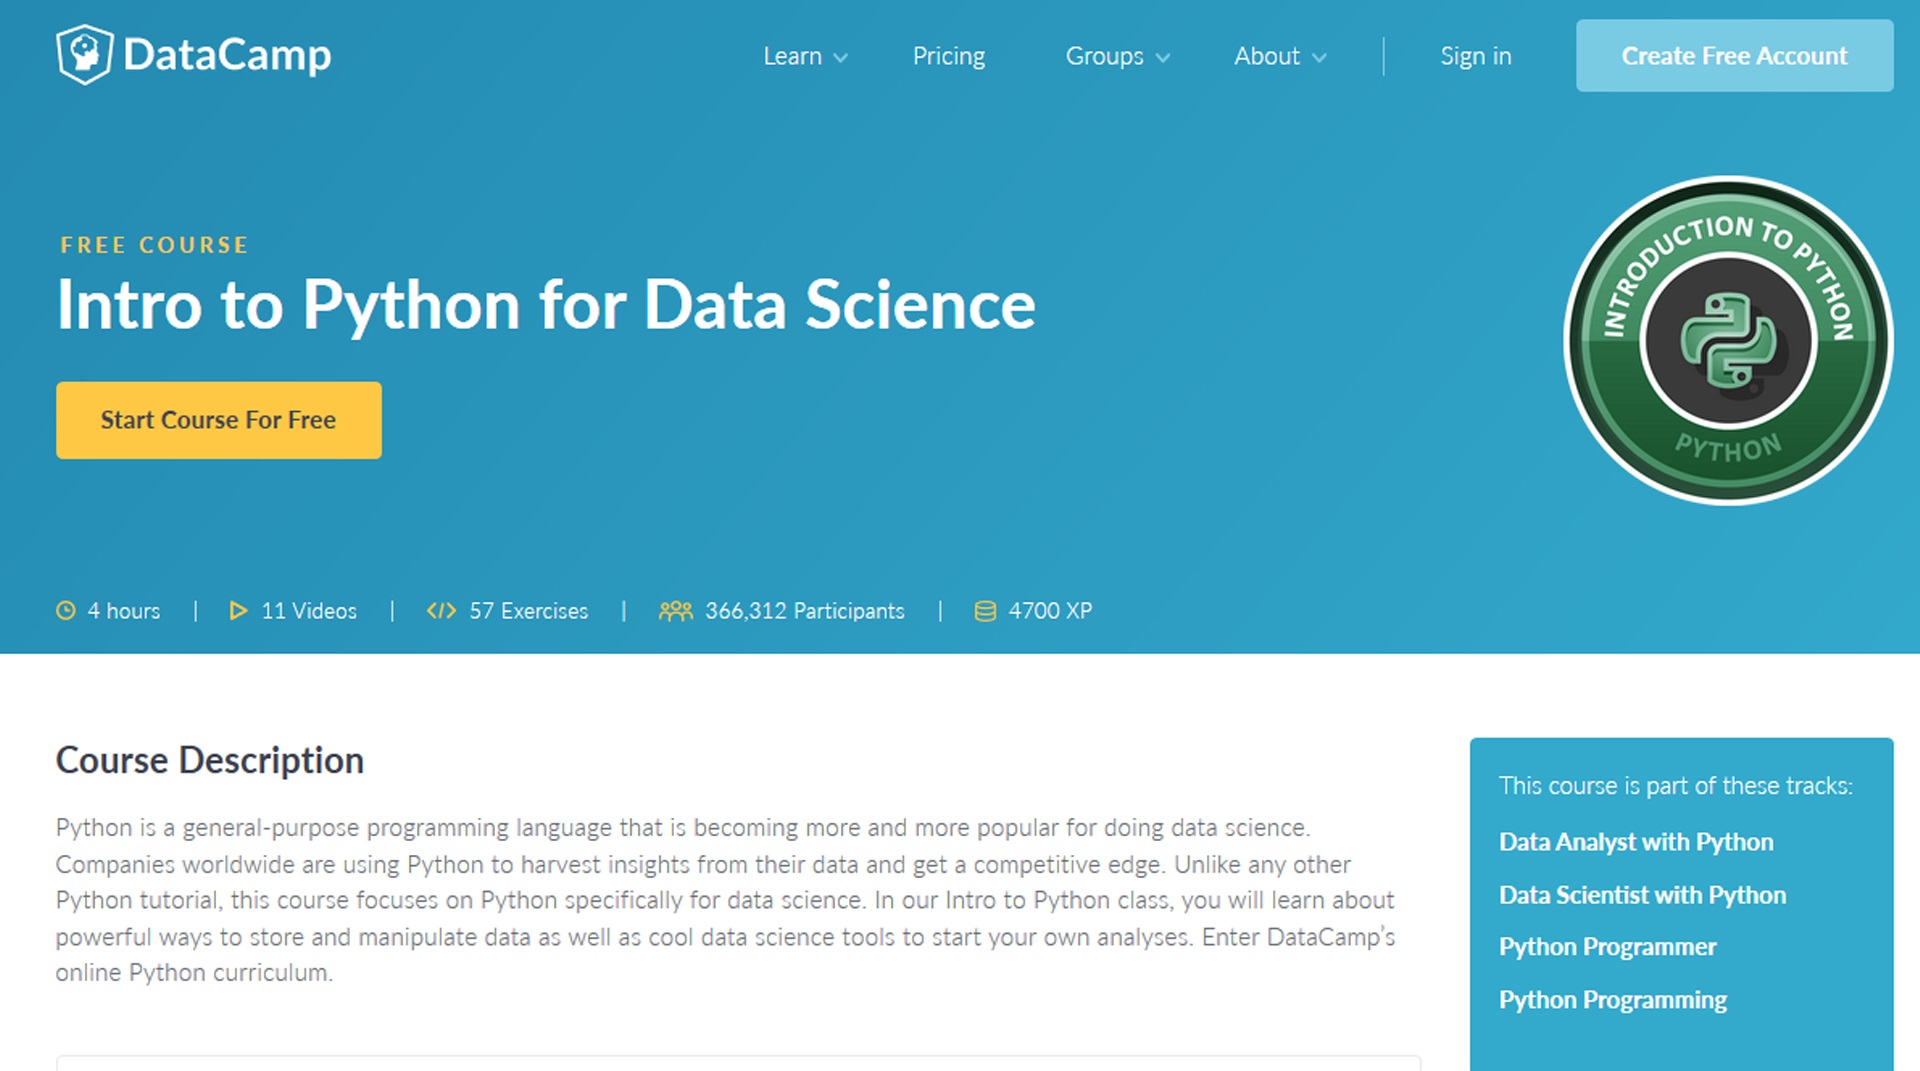 DataCamp
Learn
Pricing
Groups
About
Sign in
Create Free Account
FREE COURSE
Intro to Python for Data Science
Start Course For Free
INTRODUCTION TO PYTHON
PYTHON
4 hours | 11 Videos | 57 Exercises | 366,312 Participants | 4700 XP
Course Description
Python is a general-purpose programming language that is becoming more and more popular for doing data science.
Companies worldwide are using Python to harvest insights from their data and get a competitive edge. Unlike any other
Python tutorial, this course focuses on Python specifically for data science. In our Intro to Python class, you will learn about
powerful ways to store and manipulate data as well as cool data science tools to start your own analyses. Enter DataCamp’s
online Python curriculum.
This course is part of these tracks:
Data Analyst with Python
Data Scientist with Python
Python Programmer
Python Programming